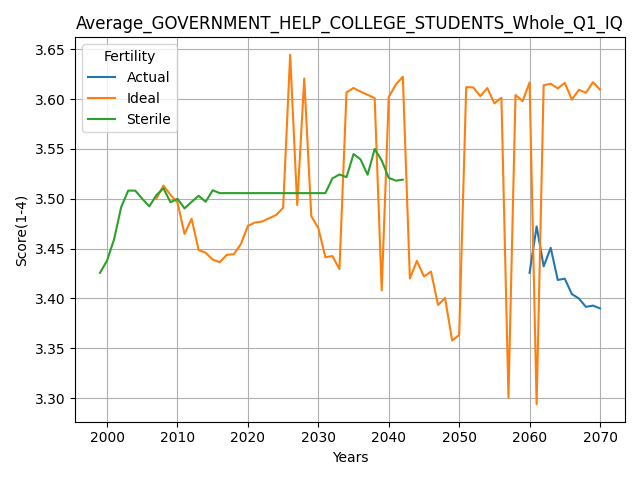 Average_GOVERNMENT_HELP_COLLEGE_STUDENTS_Whole_Q1_IQ
Fertility
Actual
Ideal
Sterile
Score(1-4)
3.65
3.60
3.55
3.50
3.45
3.40
3.35
3.30
2000 2010 2020 2030 2040 2050 2060 2070
Years